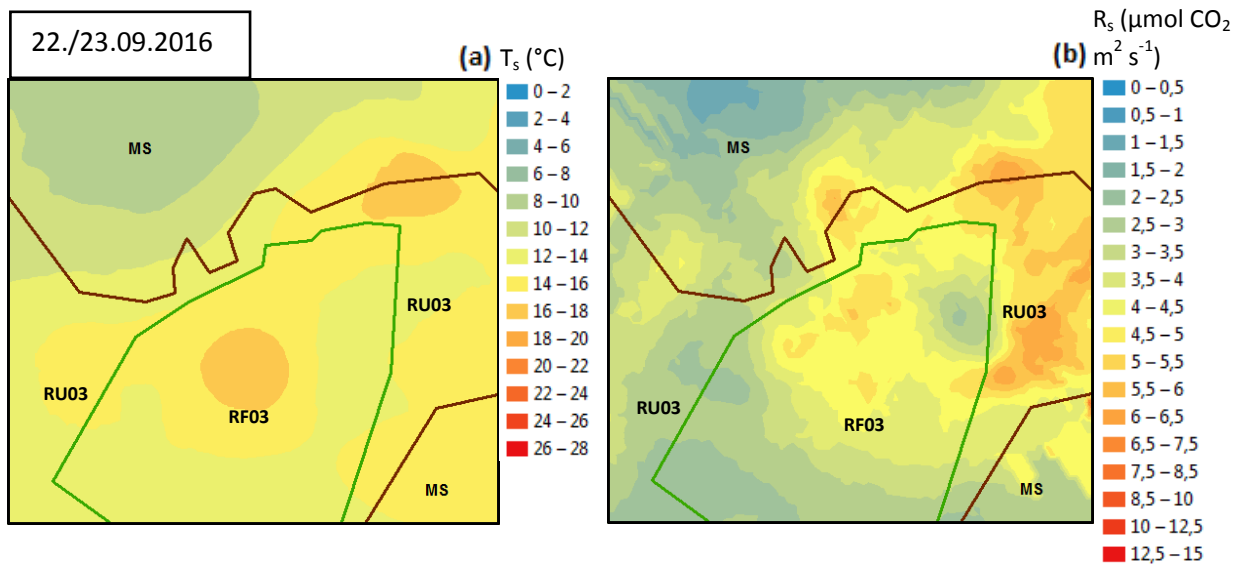 22./23.09.2016
(a) T_s (°C)
0 – 2
2 – 4
4 – 6
6 – 8
8 – 10
10 – 12
12 – 14
14 – 16
16 – 18
18 – 20
20 – 22
22 – 24
24 – 26
26 – 28
MS
RU03
RU03
RF03
MS
R_s (µmol CO₂
(b) m² s⁻¹)
0 – 0,5
0,5 – 1
1 – 1,5
1,5 – 2
2 – 2,5
2,5 – 3
3 – 3,5
3,5 – 4
4 – 4,5
4,5 – 5
5 – 5,5
5,5 – 6
6 – 6,5
6,5 – 7,5
7,5 – 8,5
8,5 – 10
10 – 12,5
12,5 – 15
MS
RU03
RU03
RF03
MS